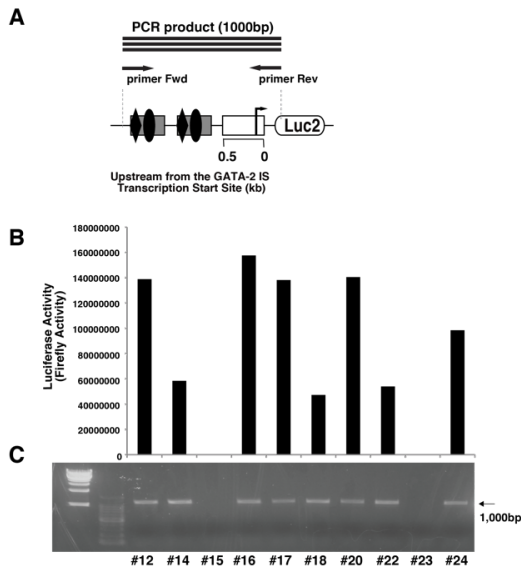 A
PCR product (1000bp)
primer Fwd
primer Rev
Luc2
0.5
0
Upstream from the GATA-2 IS
Transcription Start Site (kb)
B
Luciferase Activity
(Firefly Activity)
180000000
160000000
140000000
120000000
100000000
80000000
60000000
40000000
20000000
0
C
1,000bp
#12 #14 #15 #16 #17 #18 #20 #22 #23 #24